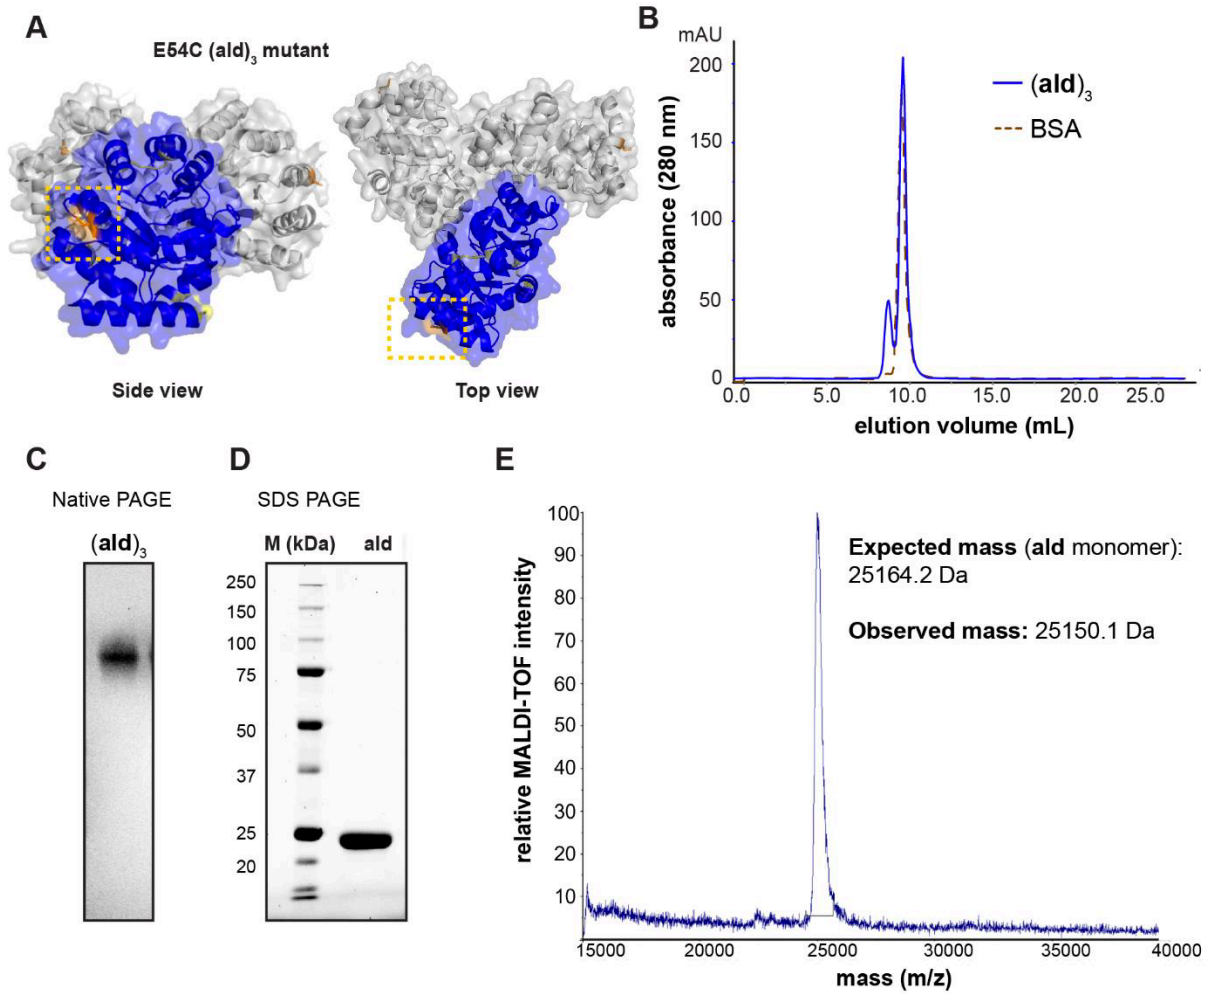 A
E54C (ald)3 mutant
Side view
Top view
B
mAU
200
150
100
50
0
absorbance (280 nm)
(ald)3
BSA
0.0 5.0 10.0 15.0 20.0 25.0
elution volume (mL)
C
Native PAGE
(ald)3
D
SDS PAGE
M (kDa) ald
250
150
100
75
50
37
25
20
E
relative MALDI-TOF intensity
100
90
80
70
60
50
40
30
20
10
Expected mass (ald monomer):
25164.2 Da
Observed mass: 25150.1 Da
15000 20000 25000 30000 35000 40000
mass (m/z)